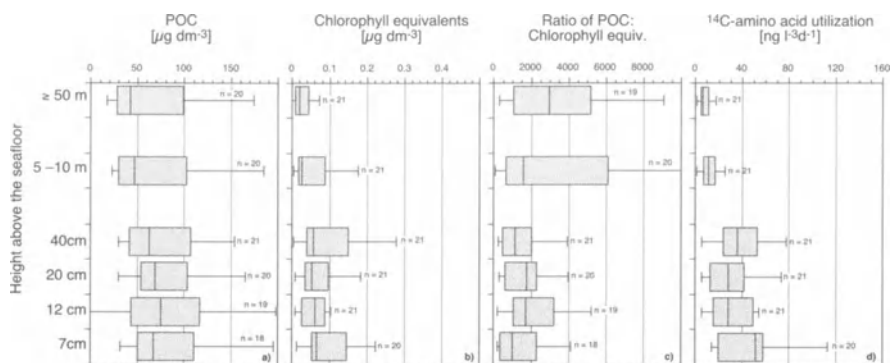 POC
[µg dm-3]
Chlorophyll equivalents
[µg dm-3]
Ratio of POC:
Chlorophyll equiv.
14C-amino acid utilization
[ng l-3d-1]
0 50 100 150
0 0.1 0.2 0.3 0.4 0.5
0 2000 4000 6000 8000
0 40 80 120 160
Height above the seafloor
≥ 50 m
n = 20
n = 21
n = 19
n = 21
5 –10 m
n = 20
n = 21
n = 20
n = 21
40cm
n = 21
n = 21
n = 21
n = 21
20 cm
n = 20
n = 21
n = 20
n = 21
12 cm
n = 19
n = 21
n = 19
n = 21
7cm
n = 18
n = 20
n = 18
n = 20
a)
b)
c)
d)